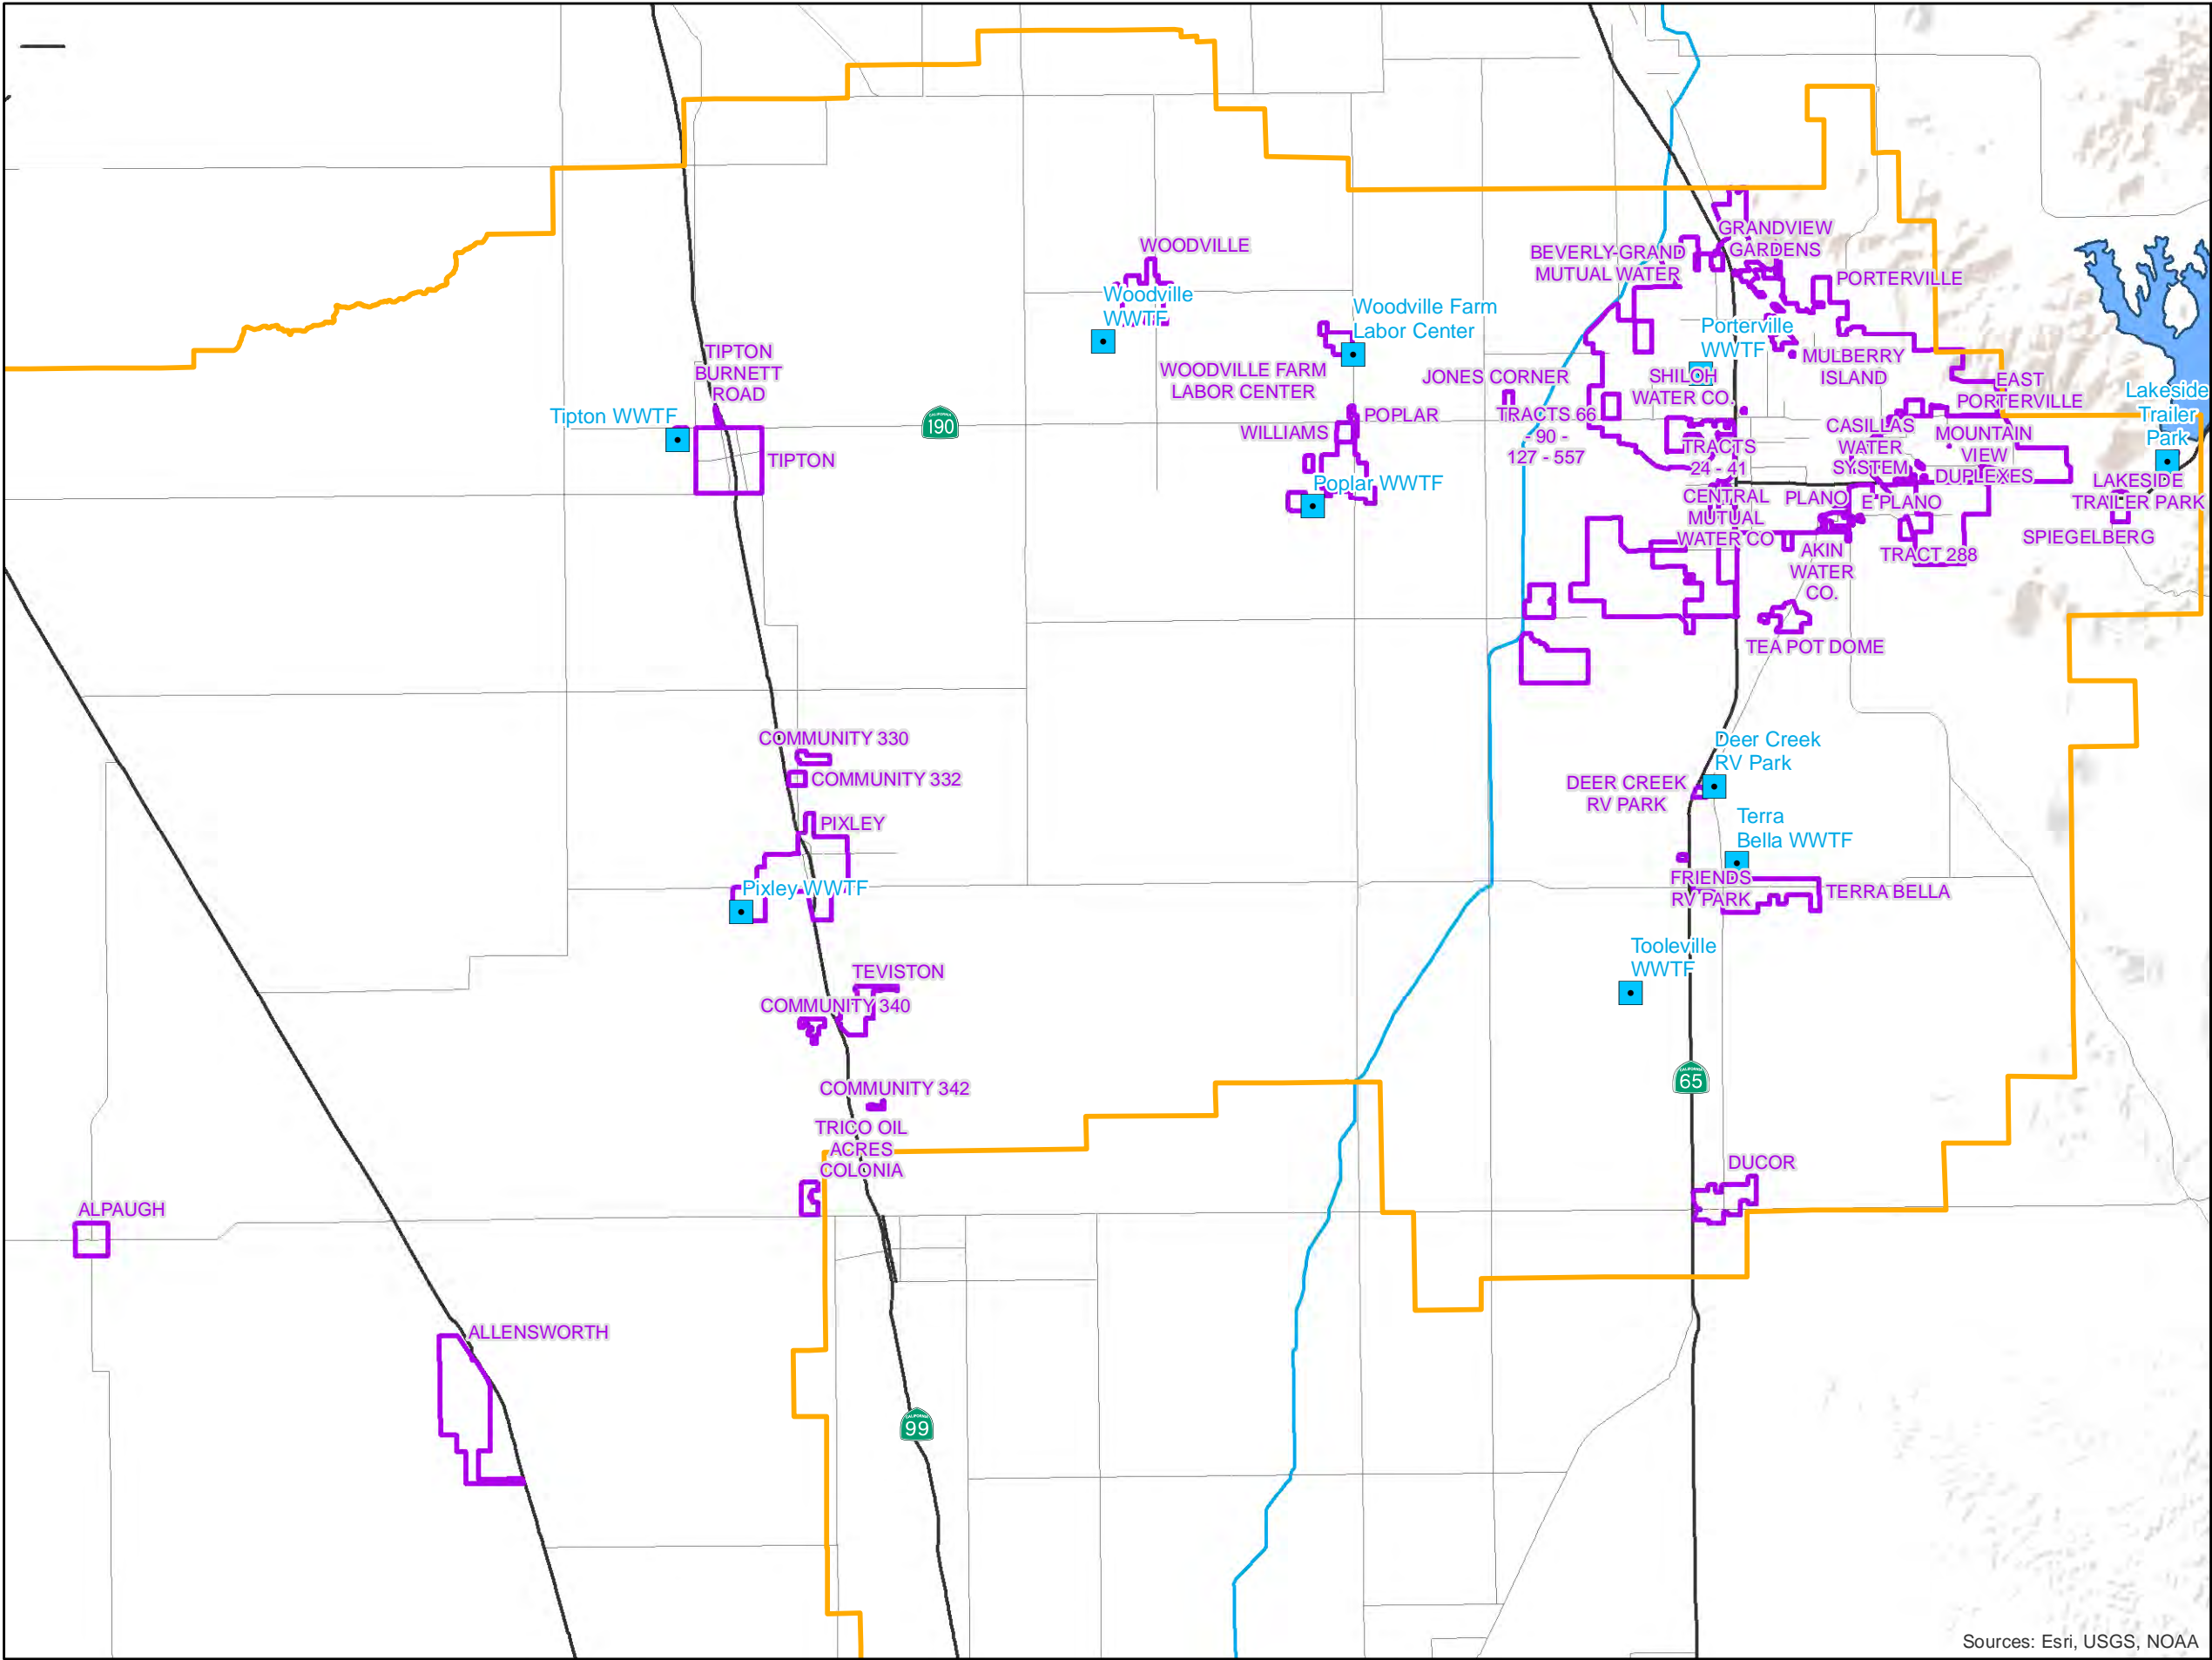 GRANDVIEW
GARDENS
WOODVILLE
BEVERLY-GRAND
MUTUAL WATER
PORTERVILLE
Woodville
WWTF
Woodville Farm
Labor Center
Porterville
WWTF
TIPTON
BURNETT
ROAD
WOODVILLE FARM
LABOR CENTER
JONES CORNER
SHILOH
WATER CO.
MULBERRY
ISLAND
EAST
PORTERVILLE
Lakeside
Trailer
Park
Tipton WWTF
CALIFORNIA
190
POPLAR
WILLIAMS
TRACTS 66
- 90 -
127 - 557
TRACTS
24 - 41
CASILLAS
WATER
SYSTEM
MOUNTAIN
VIEW
DUPLEXES
TIPTON
Poplar WWTF
CENTRAL
MUTUAL
WATER CO
PLANO
E PLANO
LAKESIDE
TRAILER PARK
SPIEGELBERG
AKIN
WATER
CO.
TRACT 288
TEA POT DOME
COMMUNITY 330
COMMUNITY 332
Deer Creek
RV Park
DEER CREEK
RV PARK
PIXLEY
Terra
Bella WWTF
Pixley WWTF
FRIENDS
RV PARK
TERRA BELLA
Tooleville
WWTF
TEVISTON
COMMUNITY 340
CALIFORNIA
65
COMMUNITY 342
TRICO OIL
ACRES
COLONIA
DUCOR
ALPAUGH
ALLENSWORTH
CALIFORNIA
99
Sources: Esri, USGS, NOAA